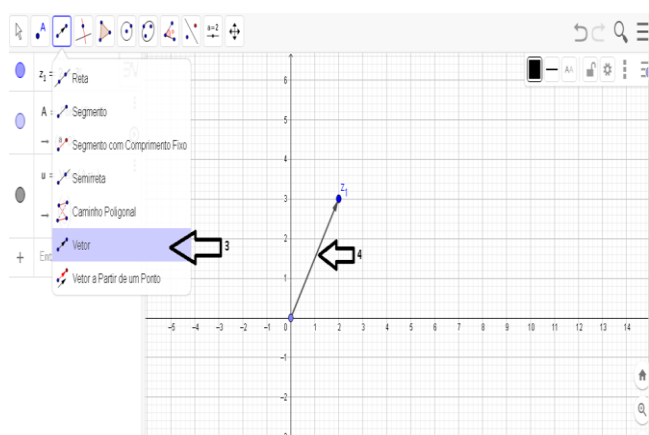 A
a=2
z₁ =
Reta
A =
Segmento
Segmento com Comprimento Fixo
u =
Semirreta
Caminho Poligonal
Vetor
3
Vetor a Partir de um Ponto
AA
6
5
4
3
z₁
2
4
1
-5 -4 -3 -2 -1 0 1 2 3 4 5 6 7 8 9 10 11 12 13 14
-1
-2